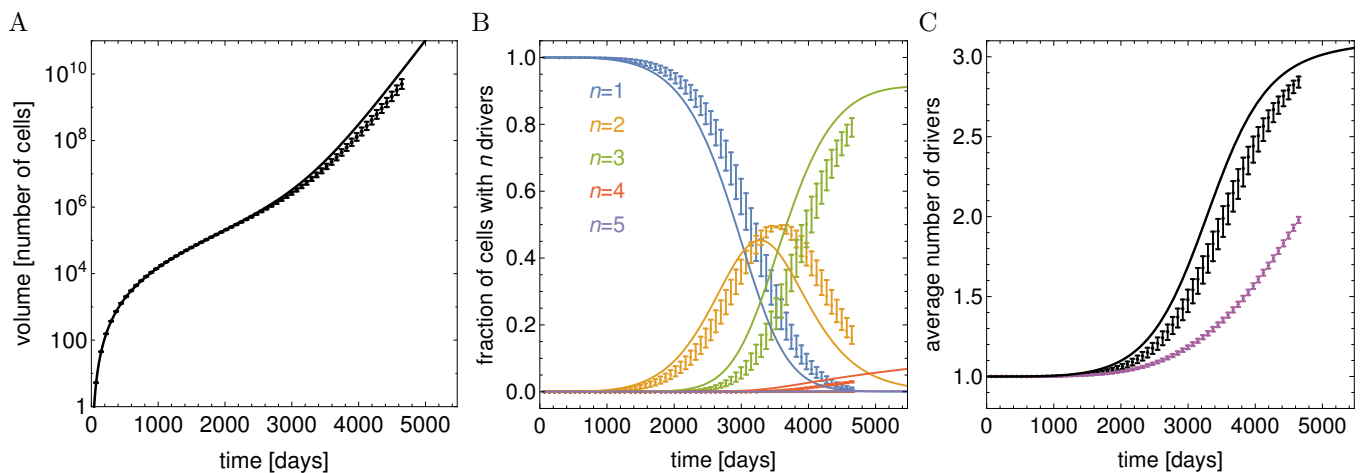 A
volume [number of cells]
10^10
10^8
10^6
10^4
100
1
0
1000
2000
3000
4000
5000
time [days]
B
fraction of cells with n drivers
1.0
0.8
0.6
0.4
0.2
0.0
n=1
n=2
n=3
n=4
n=5
0
1000
2000
3000
4000
5000
time [days]
C
average number of drivers
3.0
2.5
2.0
1.5
1.0
0
1000
2000
3000
4000
5000
time [days]